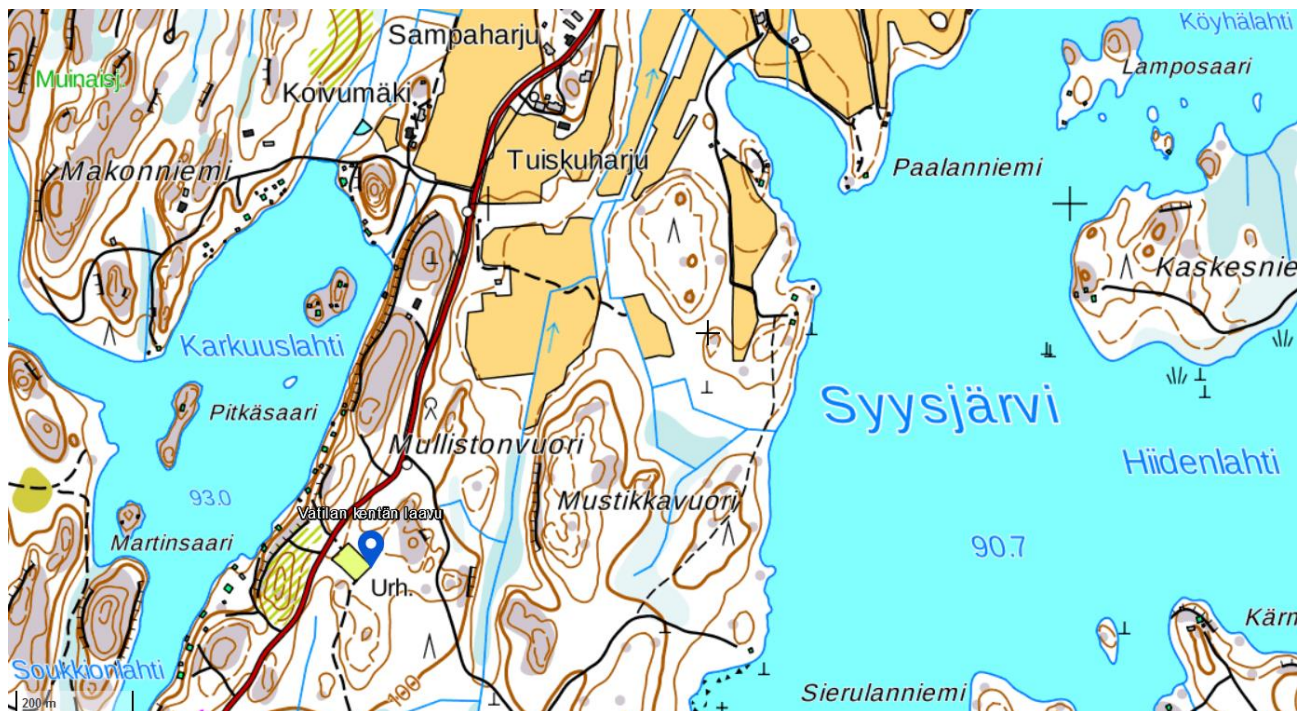 Köyhälahti
Sampaharju
Lamposaari
Muinaisj.
Koivumäki
Tuiskuharju
Makonniemi
Paalanniemi
Kaskesnie
Karkuuslahti
Pitkäsaari
Syysjärvi
Mullistonvuori
Hiidenlahti
93.0
Mustikkavuori
Vatilan kentän laavu
Martinsaari
90.7
Urh.
Kärn
Soukkionlahti
100
Sierulanniemi
200 m